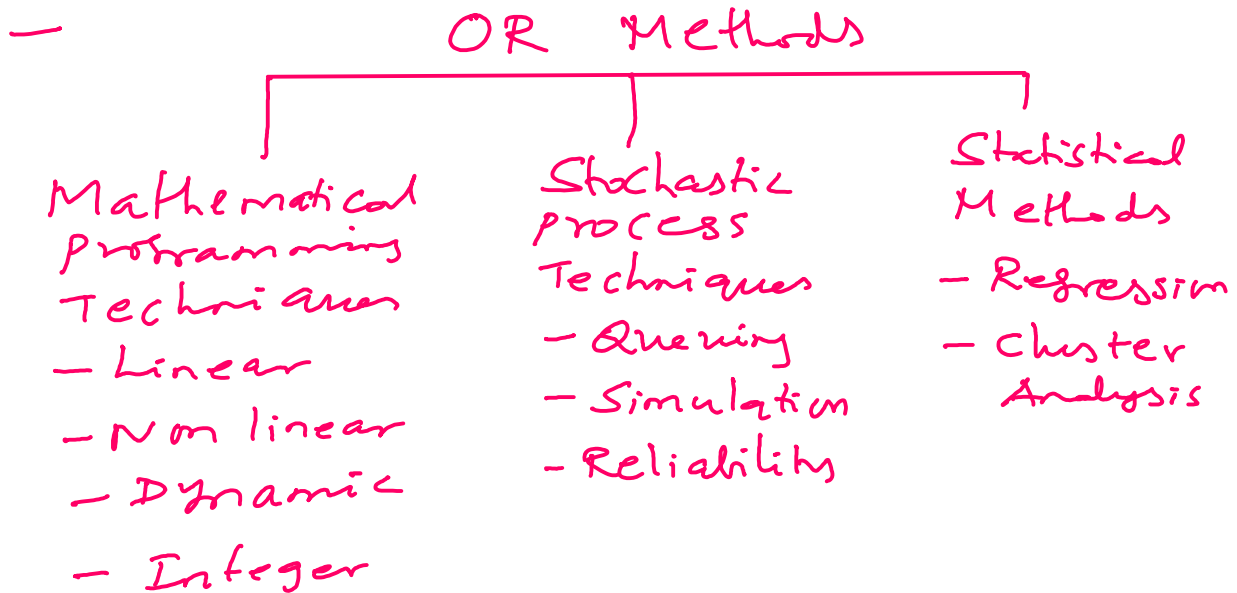 — OR Methods
Mathematical
Programming
Techniques
- Linear
- Non linear
- Dynamic
- Integer
Stochastic
Process
Techniques
- Queuing
- Simulation
- Reliability
Statistical
Methods
- Regression
- Cluster
Analysis